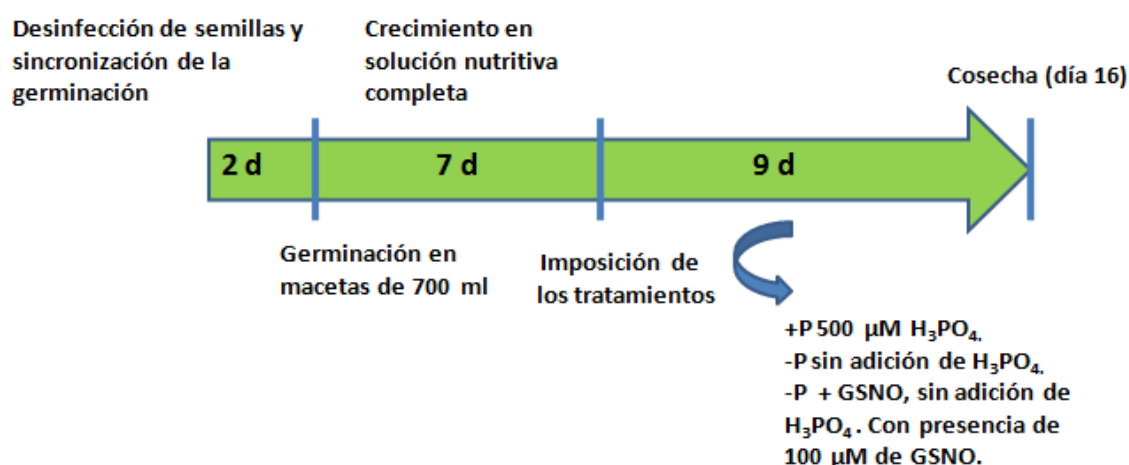 Desinfección de semillas y
sincronización de la
germinación
Crecimiento en
solución nutritiva
completa
Cosecha (día 16)
2 d
7 d
9 d
Germinación en
macetas de 700 ml
Imposición de
los tratamientos
+P 500 µM H₃PO₄.
-P sin adición de H₃PO₄.
-P + GSNO, sin adición de
H₃PO₄. Con presencia de
100 µM de GSNO.